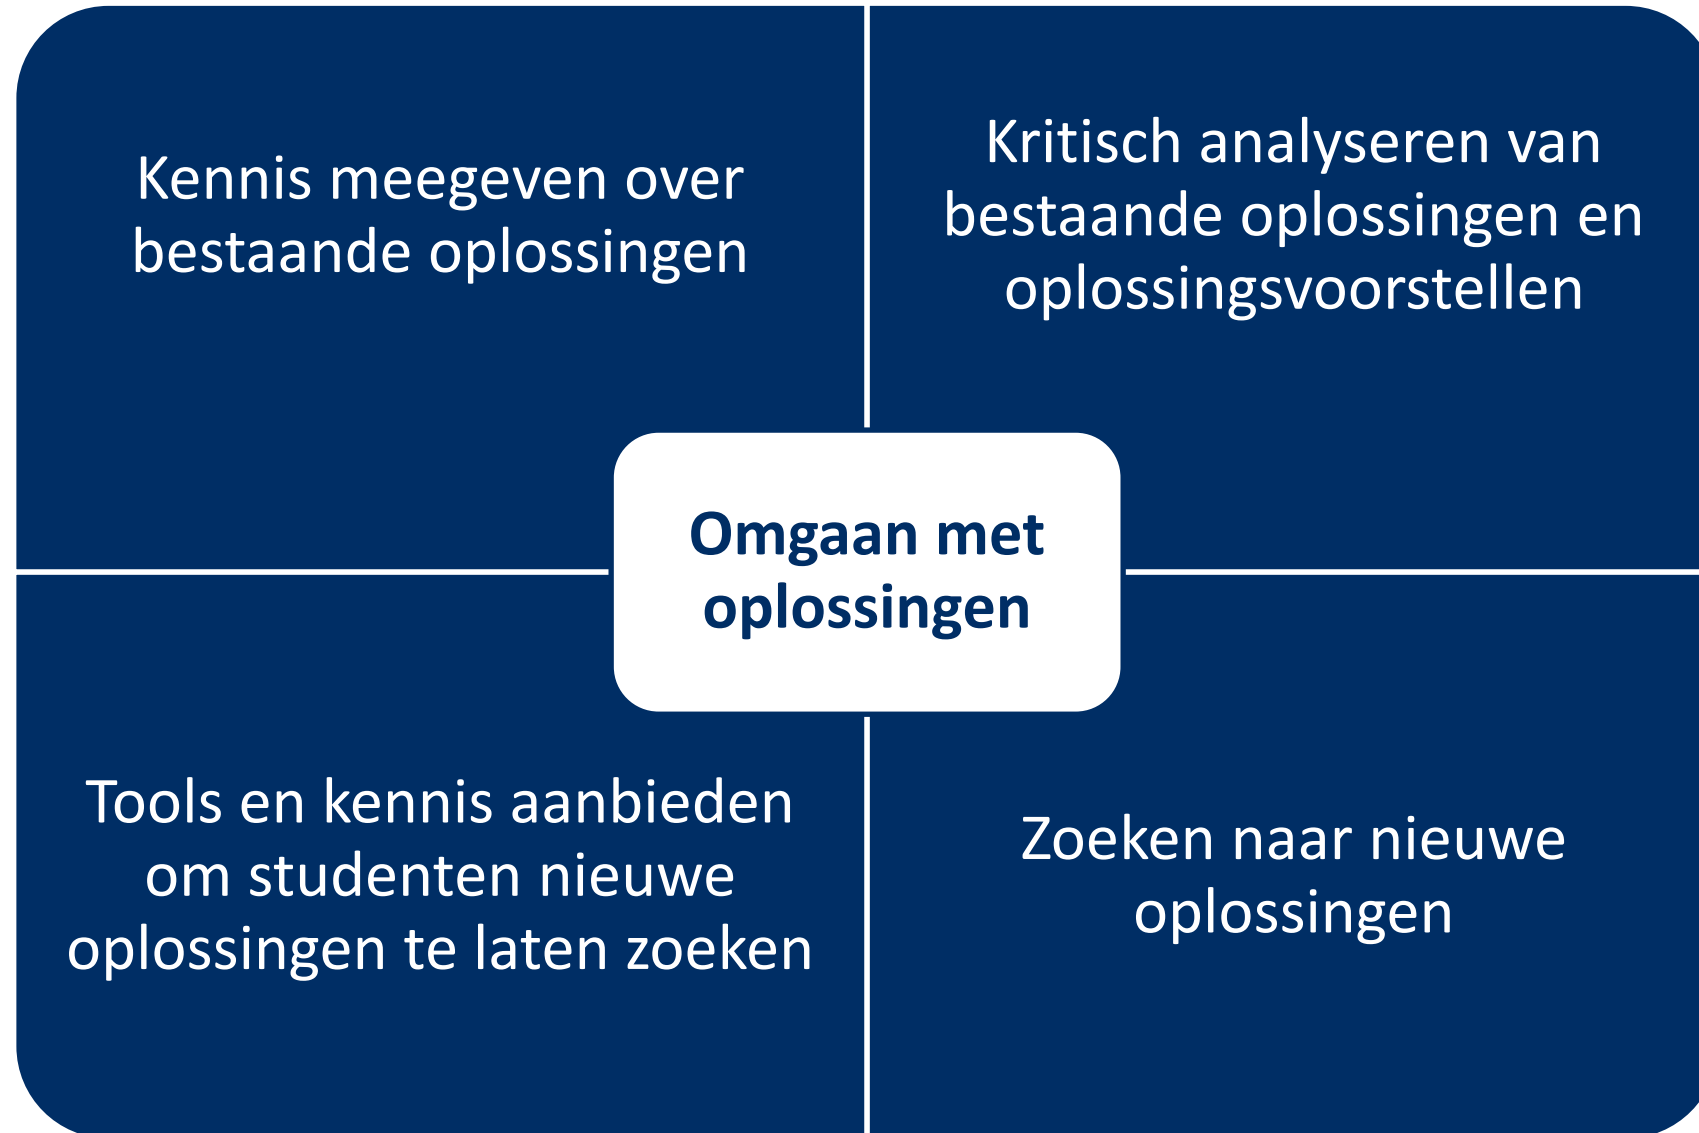 Kennis meegeven over
bestaande oplossingen
Kritisch analyseren van
bestaande oplossingen en
oplossingsvoorstellen
Omgaan met
oplossingen
Tools en kennis aanbieden
om studenten nieuwe
oplossingen te laten zoeken
Zoeken naar nieuwe
oplossingen